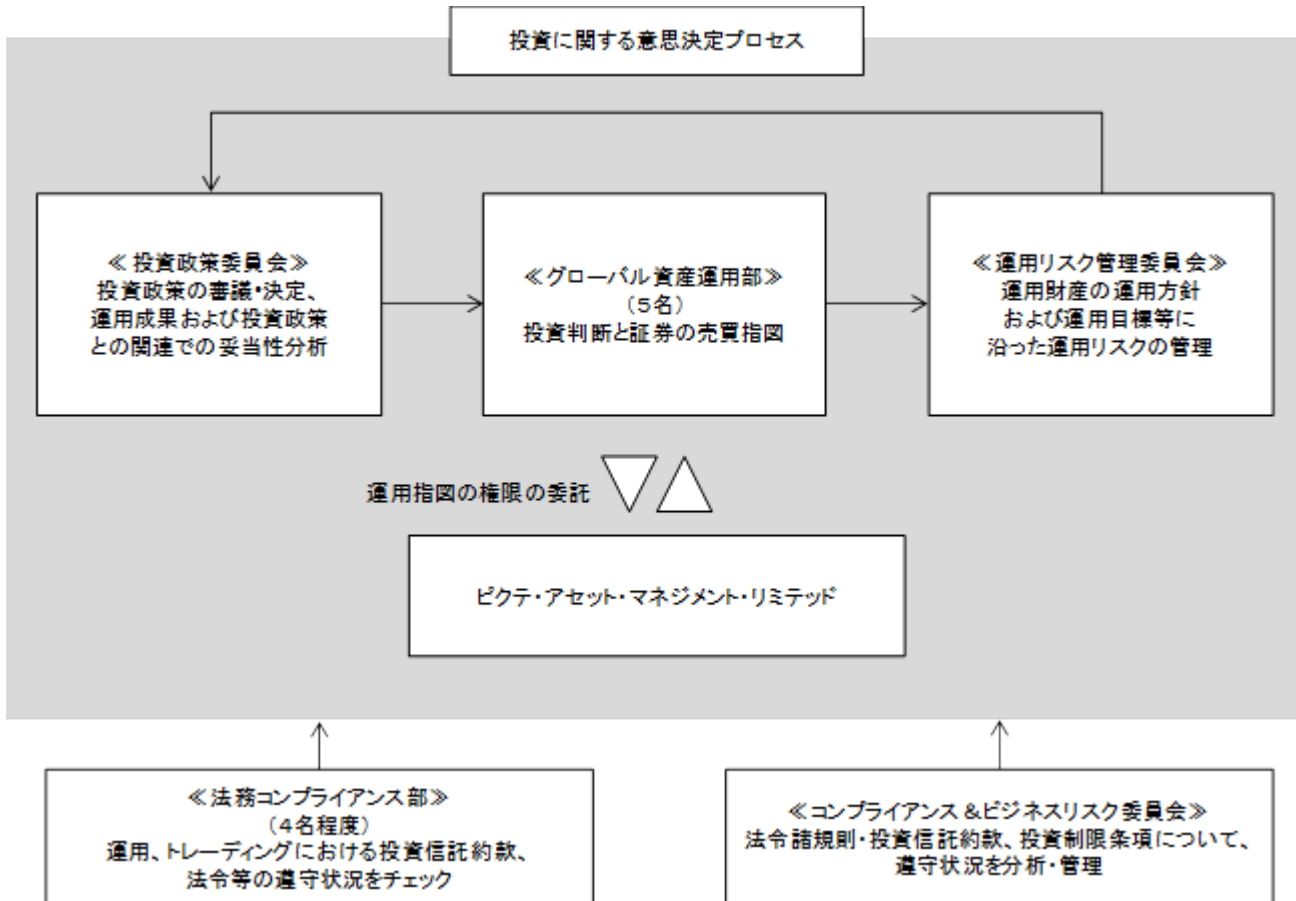 投資に関する意思決定プロセス
≪投資政策委員会≫
投資政策の審議・決定、
運用成果および投資政策
との関連での妥当性分析
≪グローバル資産運用部≫
(5名)
投資判断と証券の売買指図
≪運用リスク管理委員会≫
運用財産の運用方針
および運用目標等に
沿った運用リスクの管理
運用指図の権限の委託
ピクテ・アセット・マネジメント・リミテッド
≪法務コンプライアンス部≫
(4名程度)
運用、トレーディングにおける投資信託約款、
法令等の遵守状況をチェック
≪コンプライアンス&ビジネスリスク委員会≫
法令諸規則・投資信託約款、投資制限条項について、
遵守状況を分析・管理